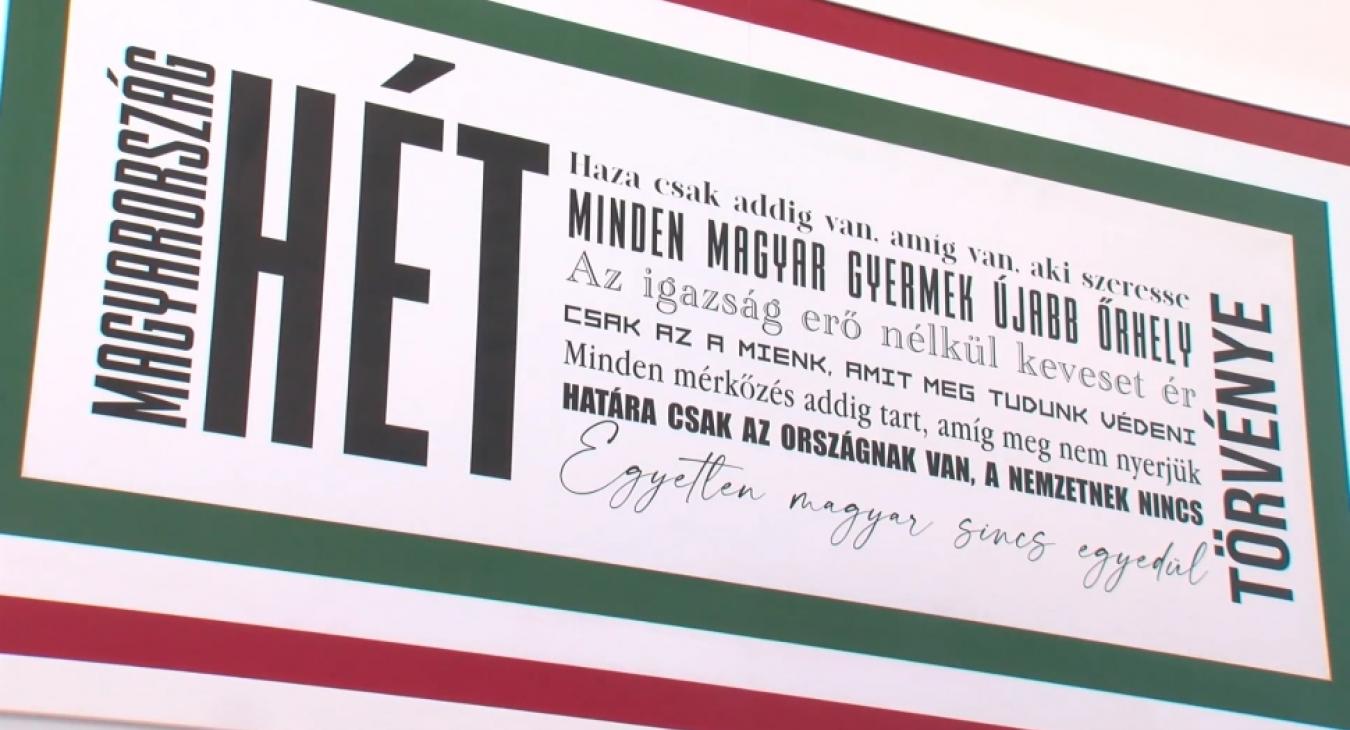 MAGYARORSZÁG
HÉT
Haza csak addig van, amíg van, aki szeresse
MINDEN MAGYAR GYERMEK ÚJABB ŐRHELY
Az igazság erő nélkül keveset ér
CSAK AZ A MIENK, AMIT MEG TUDUNK VÉDENI
Minden mérkőzés addig tart, amíg meg nem nyerjük
HATÁRA CSAK AZ ORSZÁGNAK VAN, A NEMZETNEK NINCS
Egyetlen magyar sincs egyedül
TÖRVÉNYE